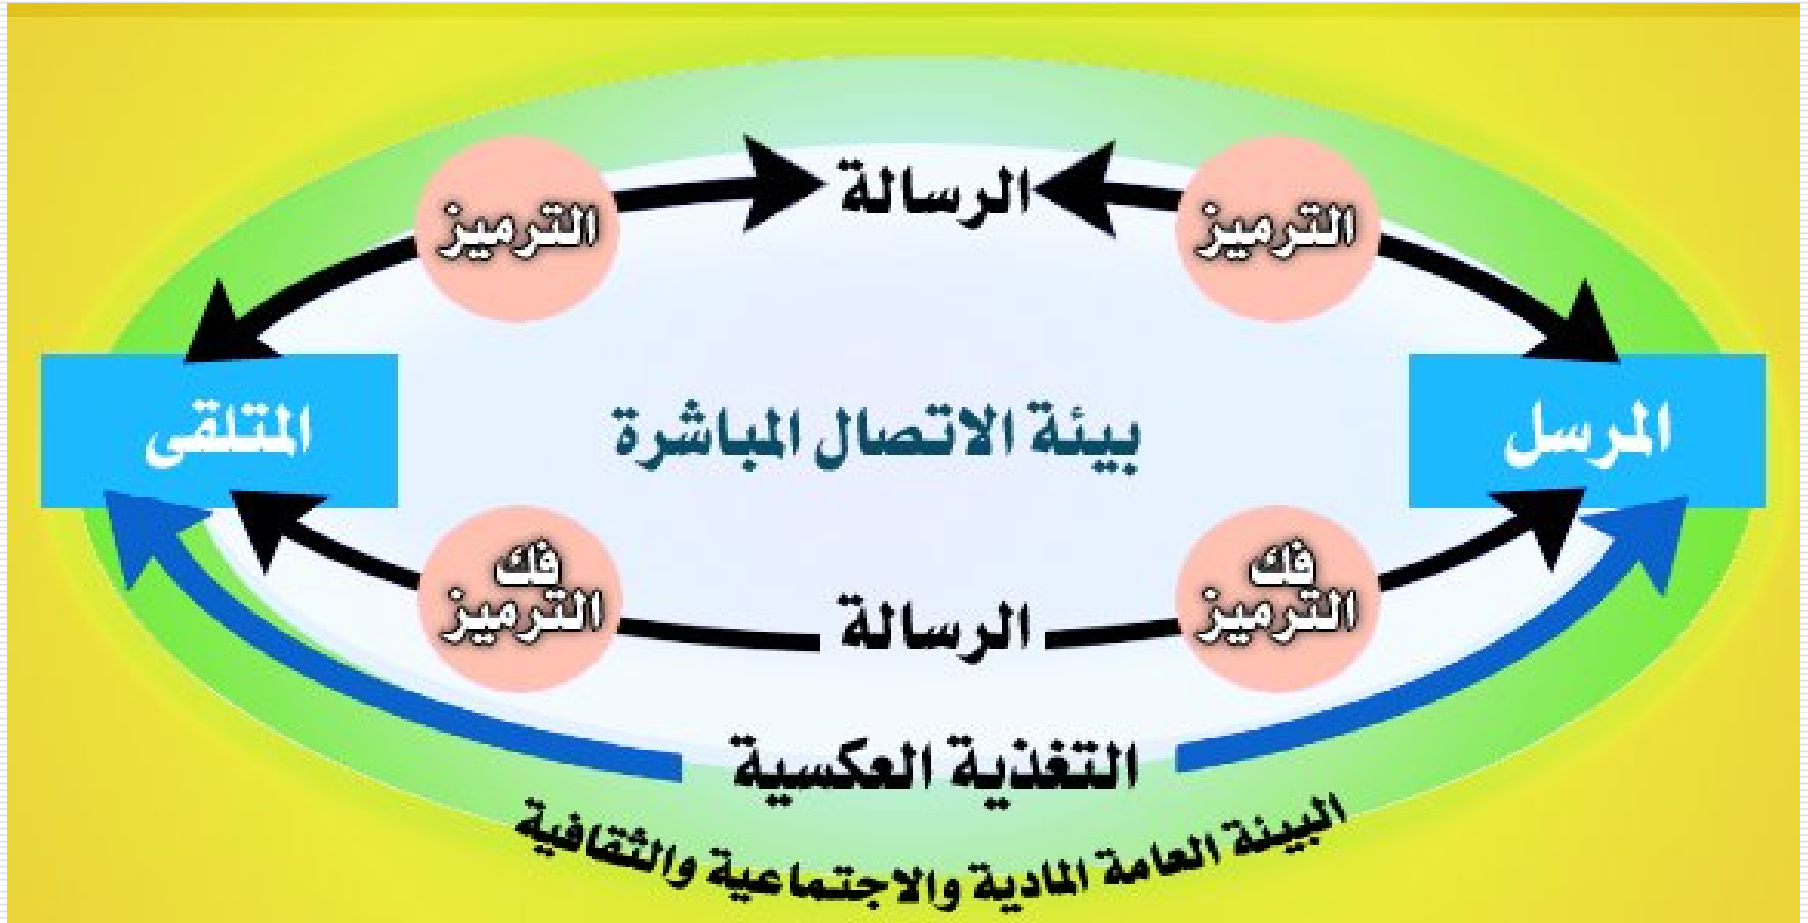 الرسالة
الترميز
الترميز
المرسل
بيئة الاتصال المباشرة
المتلقى
فك
الترميز
الرسالة
فك
الترميز
التغذية العكسية
البيئة العامة المادية والاجتماعية والثقافية